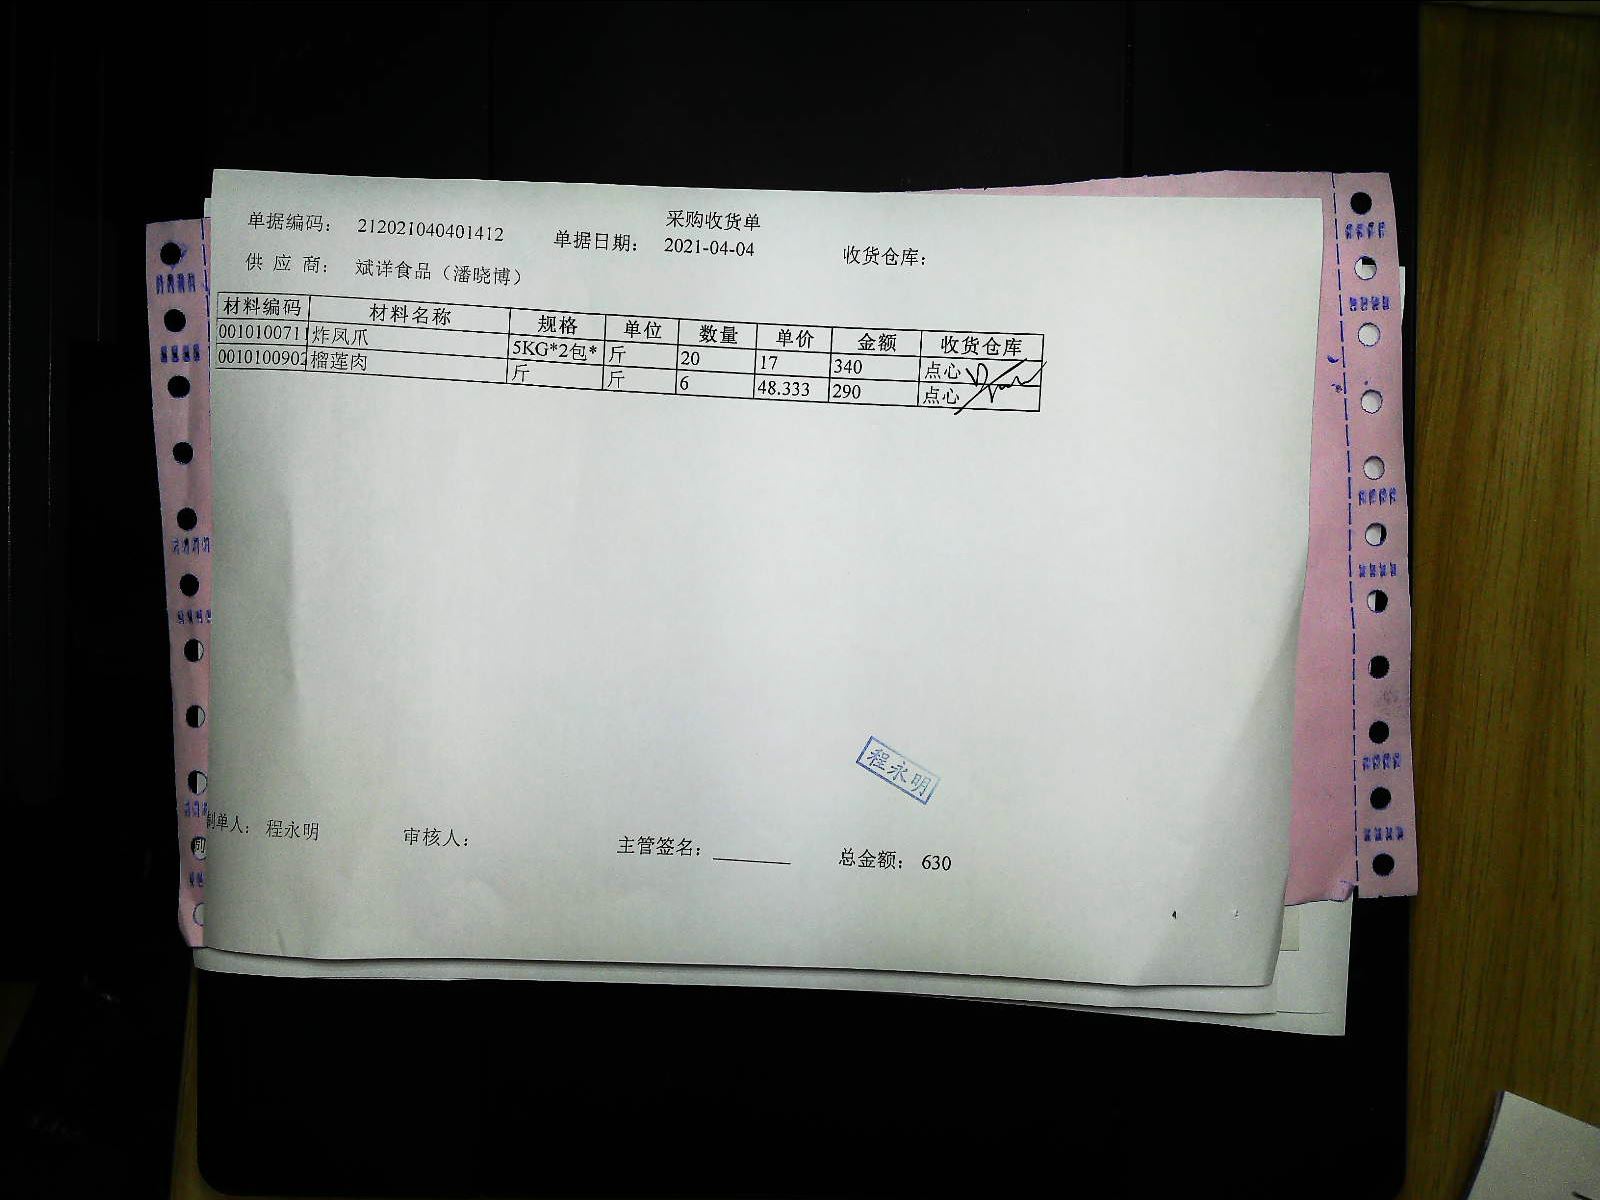 采购收货单
单据编码： 212021040401412 单据日期： 2021-04-04 收货仓库：
供 应 商： 斌洋食品（潘晓博）
材料编码 材料名称 规格 单位 数量 单价 金额 收货仓库
001010071 炸凤爪 5KG*2包* 斤 20 17 340 点心
0010100902 榴莲肉 斤 斤 6 48.333 290 点心
程永明
制单人： 程永明 审核人： 主管签名： 总金额： 630